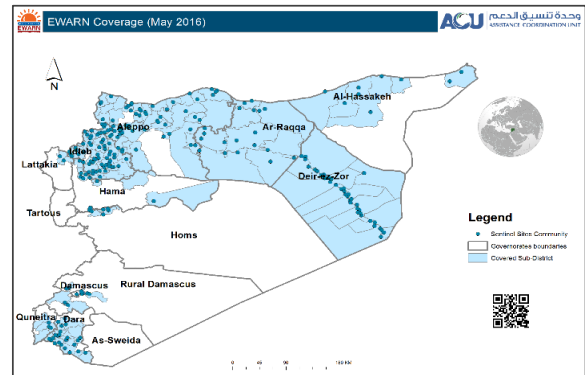 EWARN
EWARN Coverage (May 2016)
ACU
وحدة تنسيق الدعم
ASSISTANCE COORDINATION UNIT
N
Al-Hassakeh
Aleppo
Ar-Raqqa
Idleb
Lattakia
Deir-ez-Zor
Hama
Tartous
Homs
Legend
Sentinel Sites Community
Governorates boundaries
Covered Sub-District
Damascus
Rural Damascus
Quneitra
Dara
As-Sweida
0 45 90 180 KM